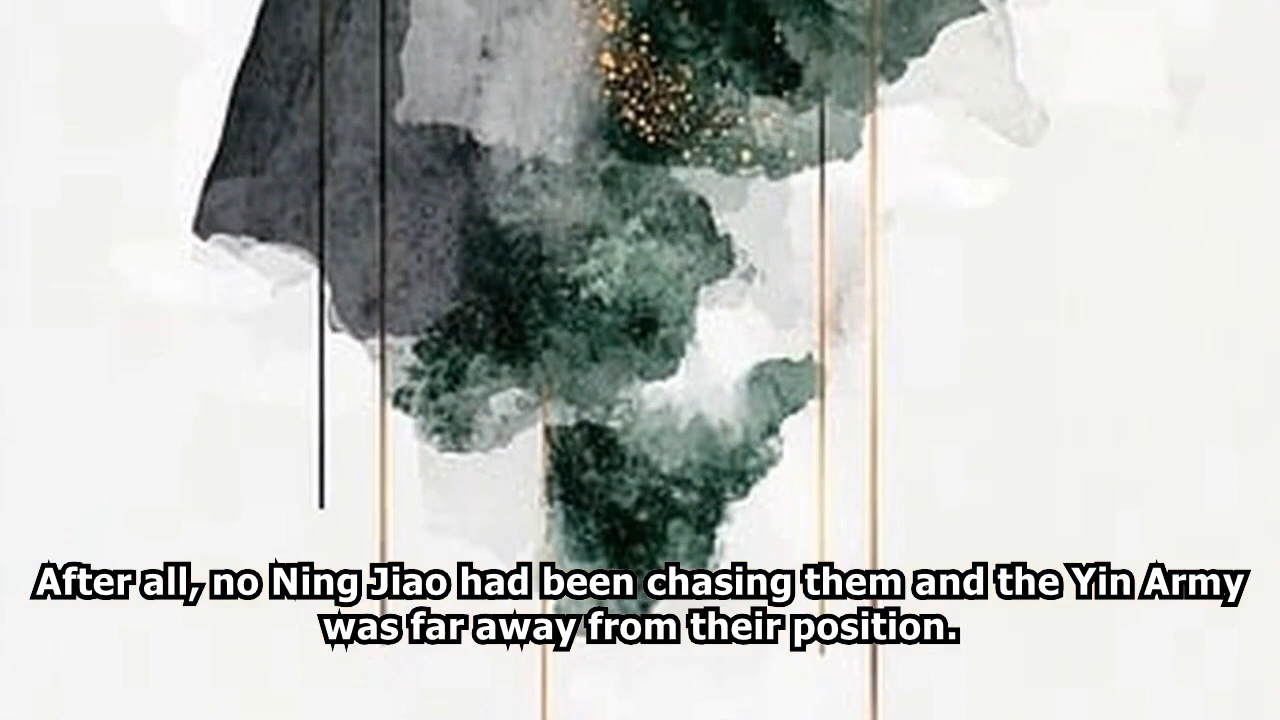 After all, no Ning Jiao had been chasing them and the Yin Army
was far away from their position.